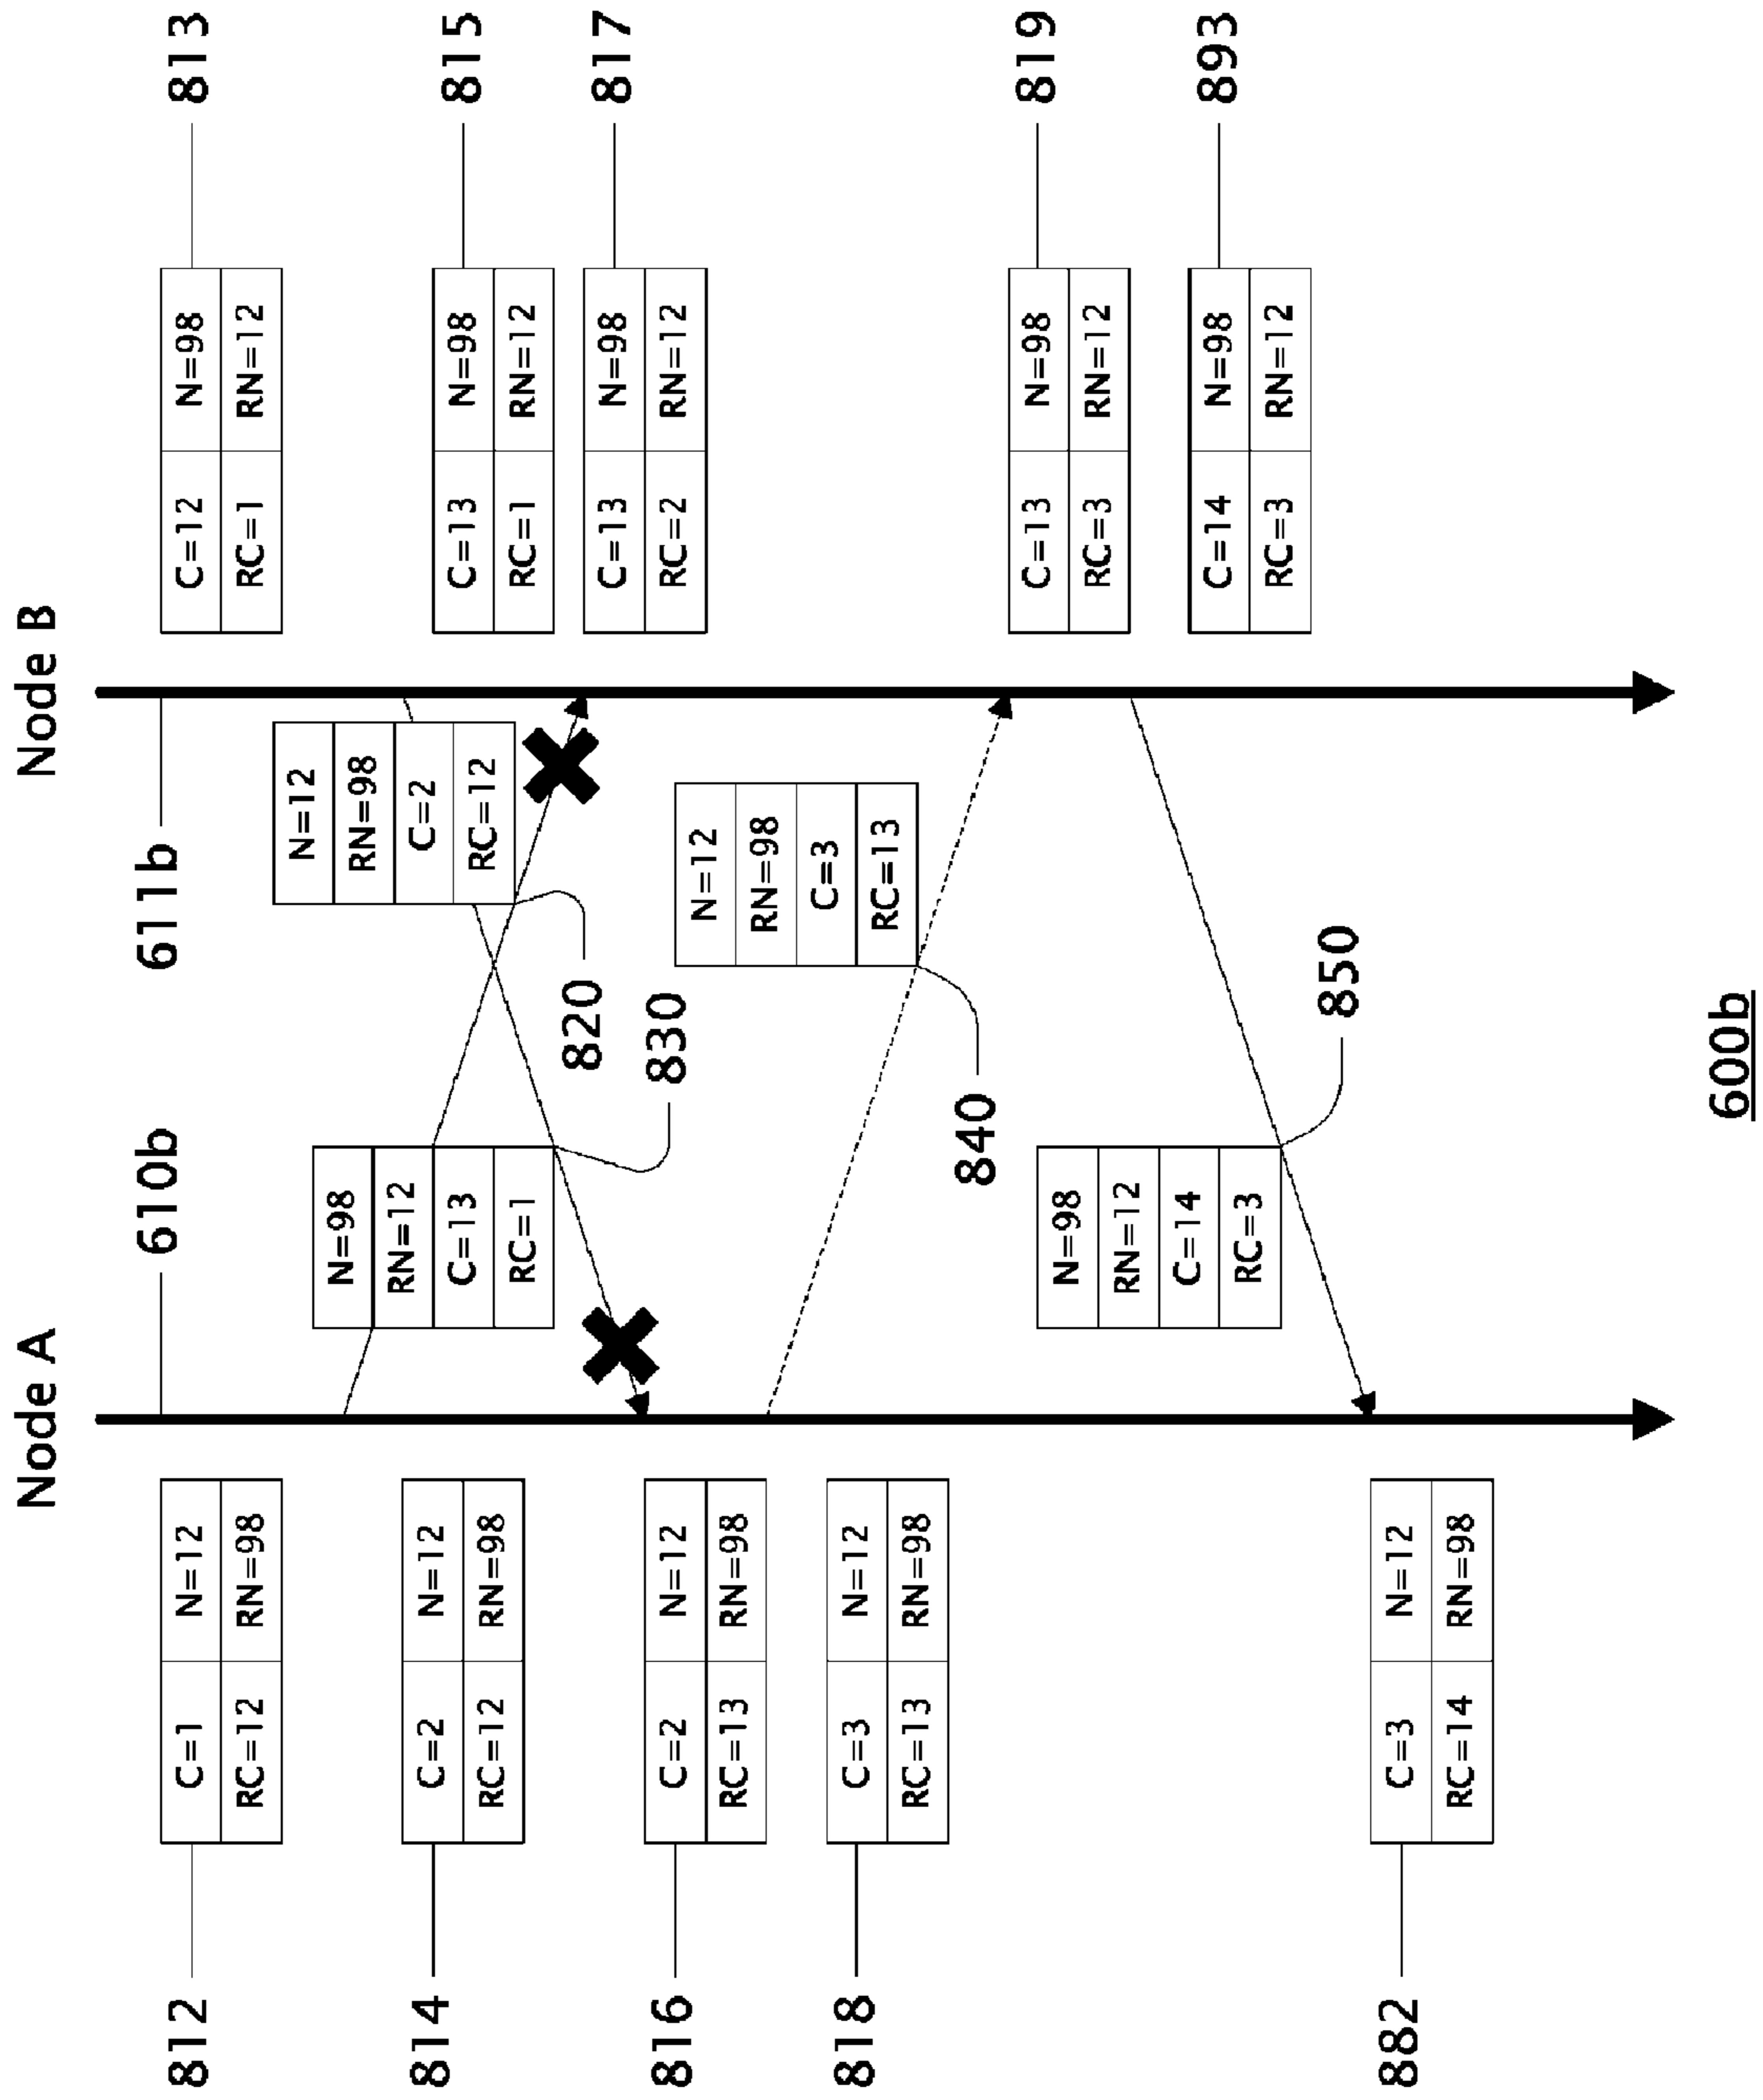 Node A
Node B
610b
611b
812
C=1 N=12
RC=12 RN=98
C=12 N=98
RC=1 RN=12
813
814
C=2 N=12
RC=12 RN=98
N=12
RN=98
C=2
RC=12
820
N=98
RN=12
C=13
RC=1
830
C=13 N=98
RC=1 RN=12
815
C=13 N=98
RC=2 RN=12
817
816
C=2 N=12
RC=13 RN=98
N=12
RN=98
C=3
RC=13
840
818
C=3 N=12
RC=13 RN=98
C=13 N=98
RC=3 RN=12
819
N=98
RN=12
C=14
RC=3
850
C=14 N=98
RC=3 RN=12
893
882
C=3 N=12
RC=14 RN=98
600b